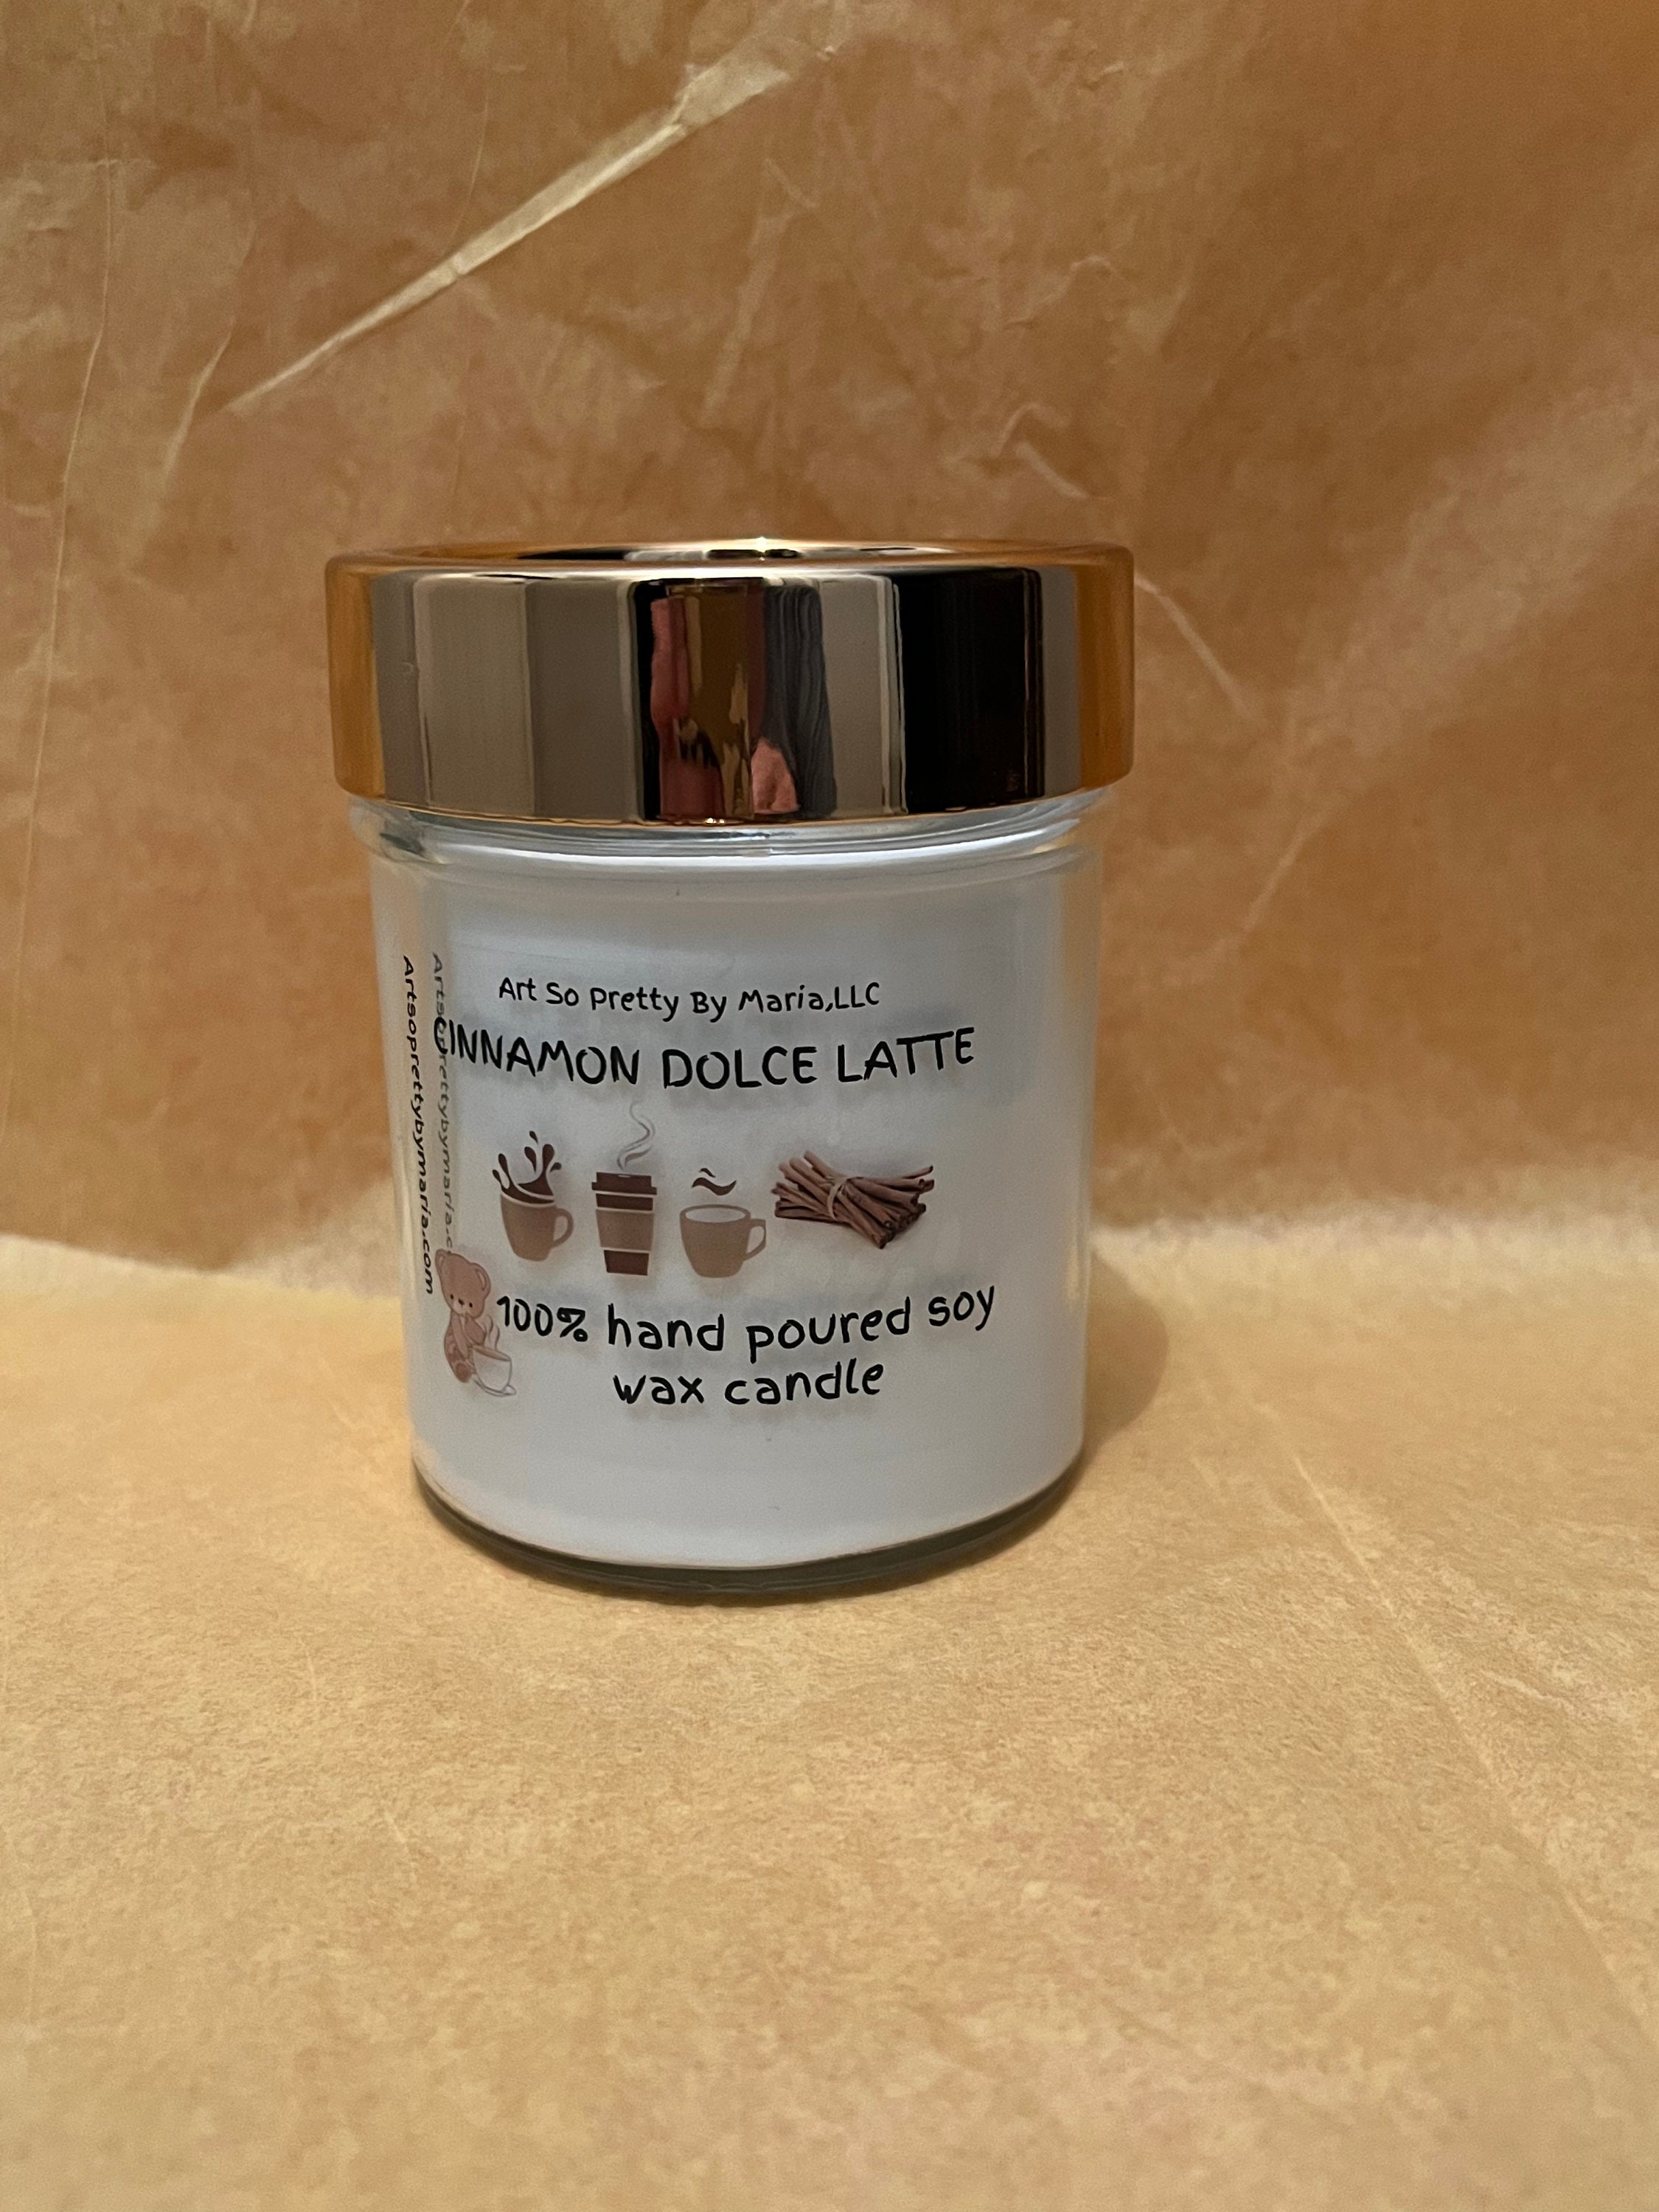 Art So Pretty By Maria,LLC
CINNAMON DOLCE LATTE
100% hand poured soy
wax candle
Artsoprettybymaria.com